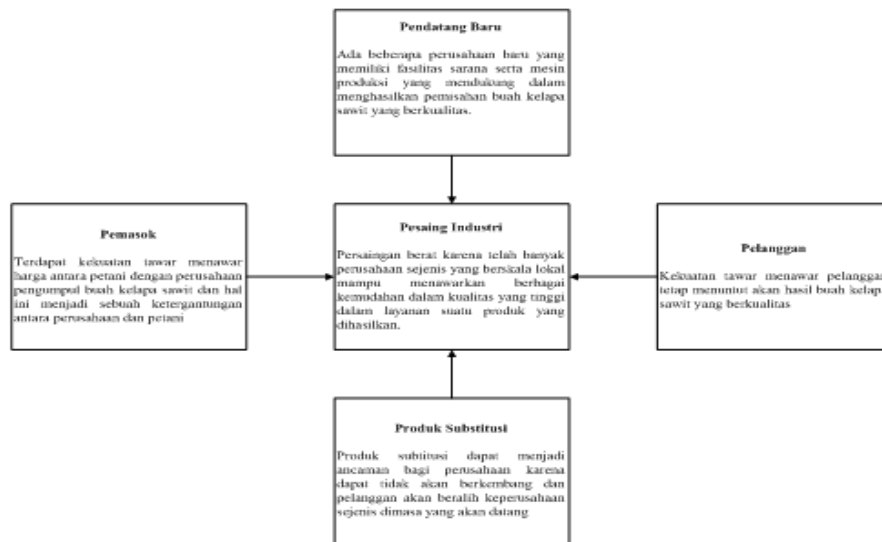 Pendatang Baru
Ada beberapa perusahaan baru yang
memiliki fasilitas sarana serta mesin
produksi yang mendukung dalam
menghasilkan pemisahan buah kelapa
sawit yang berkualitas.
Pemasok
Terdapat kekuatan tawar menawar
harga antara petani dengan perusahaan
pengumpul buah kelapa sawit dan hal
ini menjadi sebuah ketergantungan
antara perusahaan dan petani
Pesaing Industri
Persaingan berat karena telah banyak
perusahaan sejenis yang berskala lokal
mampu menawarkan berbagai
kemudahan dalam kualitas yang tinggi
dalam layanan suatu produk yang
dihasilkan.
Pelanggan
Kekuatan tawar menawar pelanggan
tetap menuntut akan hasil buah kelapa
sawit yang berkualitas
Produk Substitusi
Produk subtitusi dapat menjadi
ancaman bagi perusahaan karena
dapat tidak akan berkembang dan
pelanggan akan beralih keperusahaan
sejenis dimasa yang akan datang